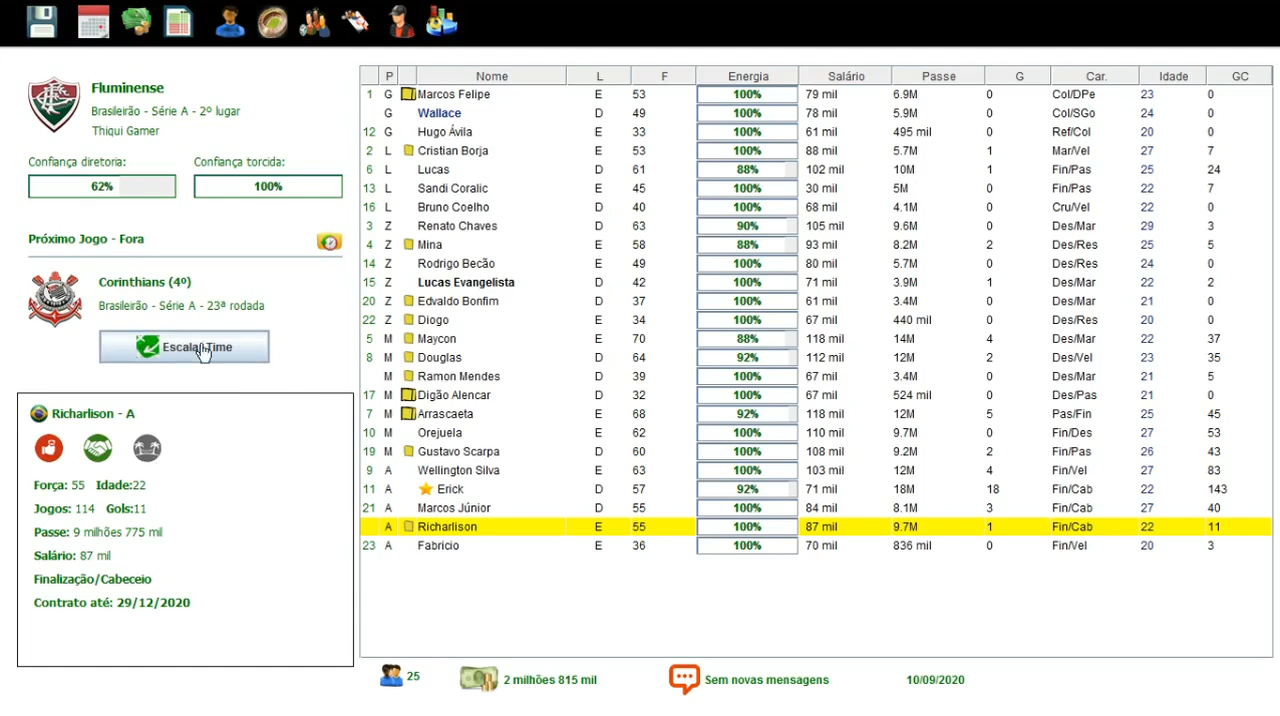 Fluminense
Brasileirão - Série A - 2º lugar
Thiqui Gamer
Confiança diretoria: Confiança torcida:
62% 100%
Próximo Jogo - Fora
Corinthians (4º)
Brasileirão - Série A - 23ª rodada
Escalar Time
Richarlison - A
Força: 55 Idade:22
Jogos: 114 Gols:11
Passe: 9 milhões 775 mil
Salário: 87 mil
Finalização/Cabeceio
Contrato até: 29/12/2020
P Nome L F Energia Salário Passe G Car. Idade GC
1 G Marcos Felipe E 53 100% 79 mil 6.9M 0 Col/DPe 23 0
G Wallace D 49 100% 78 mil 5.9M 0 Col/SGo 24 0
12 G Hugo Ávila E 33 100% 61 mil 495 mil 0 Ref/Col 20 0
2 L Cristian Borja E 53 100% 88 mil 5.7M 1 Mar/Vel 27 7
6 L Lucas D 61 88% 102 mil 10M 1 Fin/Pas 25 24
13 L Sandi Coralic E 45 100% 30 mil 5M 0 Fin/Pas 22 7
16 L Bruno Coelho D 40 100% 68 mil 4.1M 0 Cru/Vel 22 0
3 Z Renato Chaves D 63 90% 105 mil 9.6M 0 Des/Mar 29 3
4 Z Mina E 58 88% 93 mil 8.2M 2 Des/Res 25 5
14 Z Rodrigo Becão E 49 100% 80 mil 5.7M 0 Des/Res 24 0
15 Z Lucas Evangelista D 42 100% 71 mil 3.9M 1 Des/Mar 22 2
20 Z Edvaldo Bonfim D 37 100% 61 mil 3.4M 0 Des/Mar 21 0
22 Z Diogo E 34 100% 67 mil 440 mil 0 Des/Res 20 0
5 M Maycon E 70 88% 118 mil 14M 4 Des/Mar 22 37
8 M Douglas D 64 92% 112 mil 12M 2 Des/Vel 23 35
M Ramon Mendes D 39 100% 67 mil 3.4M 0 Des/Mar 21 5
17 M Digão Alencar D 32 100% 67 mil 524 mil 0 Des/Pas 21 0
7 M Arrascaeta E 68 92% 118 mil 12M 5 Pas/Fin 25 45
10 M Orejuela E 62 100% 110 mil 9.7M 0 Fin/Des 27 53
19 M Gustavo Scarpa D 60 100% 108 mil 9.2M 2 Fin/Pas 26 43
9 A Wellington Silva E 63 100% 103 mil 12M 4 Fin/Vel 27 83
11 A Erick D 57 92% 71 mil 18M 18 Fin/Cab 22 143
21 A Marcos Júnior D 55 100% 84 mil 8.1M 3 Fin/Cab 27 40
A Richarlison E 55 100% 87 mil 9.7M 1 Fin/Cab 22 11
23 A Fabricio E 36 100% 70 mil 836 mil 0 Fin/Vel 20 3
25 2 milhões 815 mil Sem novas mensagens 10/09/2020